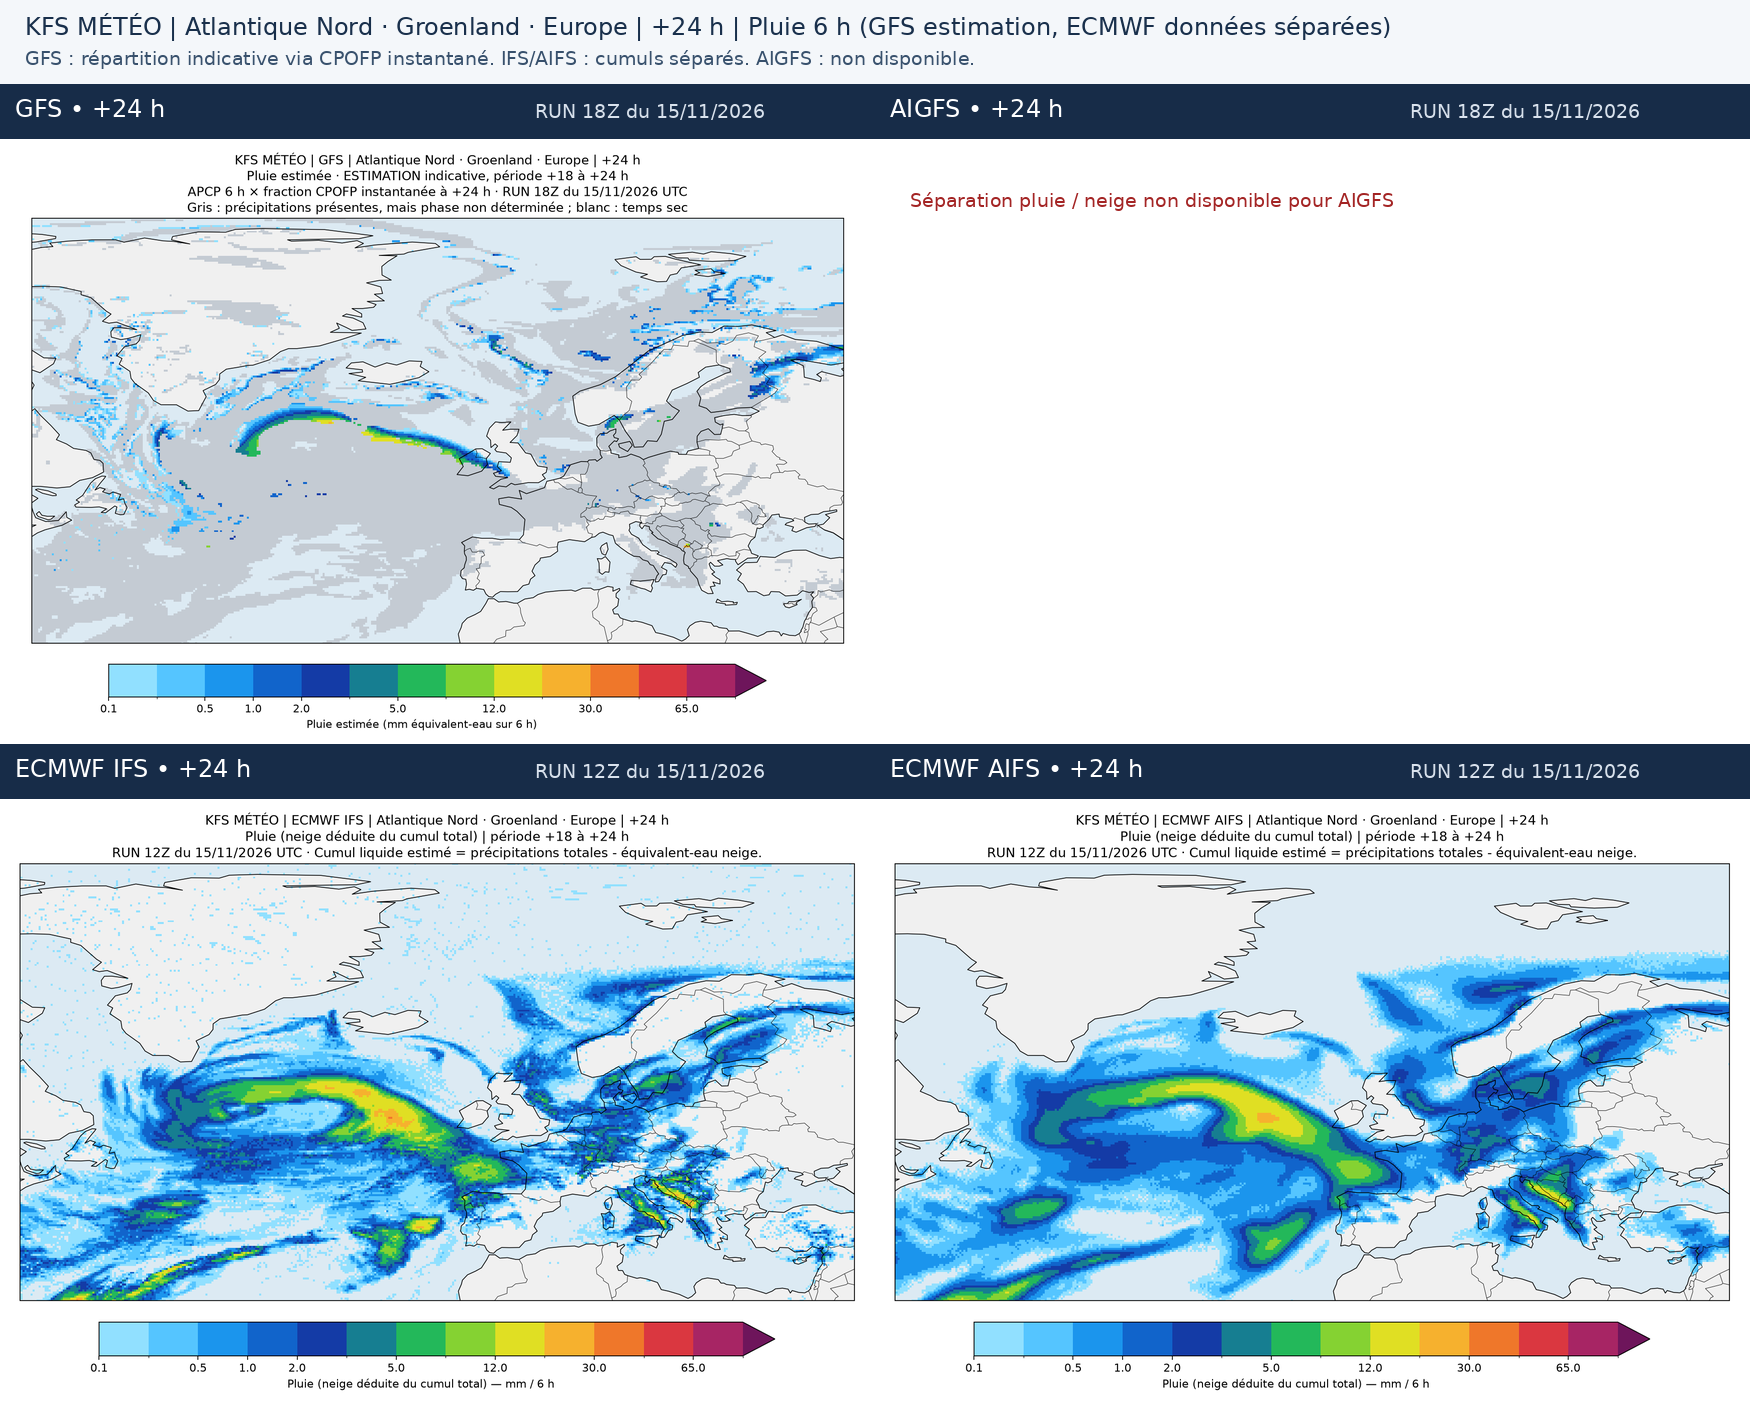 KFS MÉTÉO | Atlantique Nord · Groenland · Europe | +24 h | Pluie 6 h (GFS estimation, ECMWF données séparées)
GFS : répartition indicative via CPOFP instantané. IFS/AIFS : cumuls séparés. AIGFS : non disponible.
GFS • +24 h
RUN 18Z du 15/11/2026
AIGFS • +24 h
RUN 18Z du 15/11/2026
KFS MÉTÉO | GFS | Atlantique Nord · Groenland · Europe | +24 h
Pluie estimée · ESTIMATION indicative, période +18 à +24 h
APCP 6 h × fraction CPOFP instantanée à +24 h · RUN 18Z du 15/11/2026 UTC
Gris : précipitations présentes, mais phase non déterminée ; blanc : temps sec
Séparation pluie / neige non disponible pour AIGFS
0.1 0.5 1.0 2.0 5.0 12.0 30.0 65.0
Pluie estimée (mm équivalent-eau sur 6 h)
ECMWF IFS • +24 h
RUN 12Z du 15/11/2026
ECMWF AIFS • +24 h
RUN 12Z du 15/11/2026
KFS MÉTÉO | ECMWF IFS | Atlantique Nord · Groenland · Europe | +24 h
Pluie (neige déduite du cumul total) | période +18 à +24 h
RUN 12Z du 15/11/2026 UTC · Cumul liquide estimé = précipitations totales - équivalent-eau neige.
KFS MÉTÉO | ECMWF AIFS | Atlantique Nord · Groenland · Europe | +24 h
Pluie (neige déduite du cumul total) | période +18 à +24 h
RUN 12Z du 15/11/2026 UTC · Cumul liquide estimé = précipitations totales - équivalent-eau neige.
0.1 0.5 1.0 2.0 5.0 12.0 30.0 65.0
Pluie (neige déduite du cumul total) — mm / 6 h
0.1 0.5 1.0 2.0 5.0 12.0 30.0 65.0
Pluie (neige déduite du cumul total) — mm / 6 h